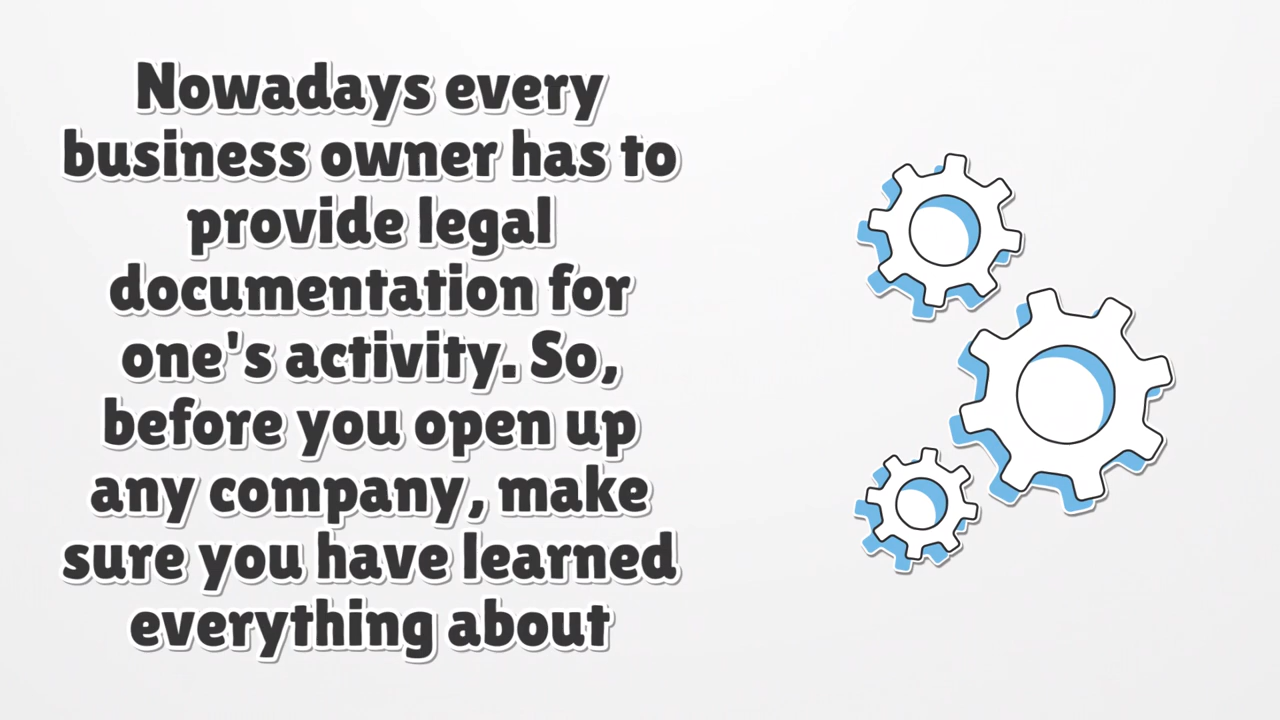 Nowadays every
business owner has to
provide legal
documentation for
one's activity. So,
before you open up
any company, make
sure you have learned
everything about